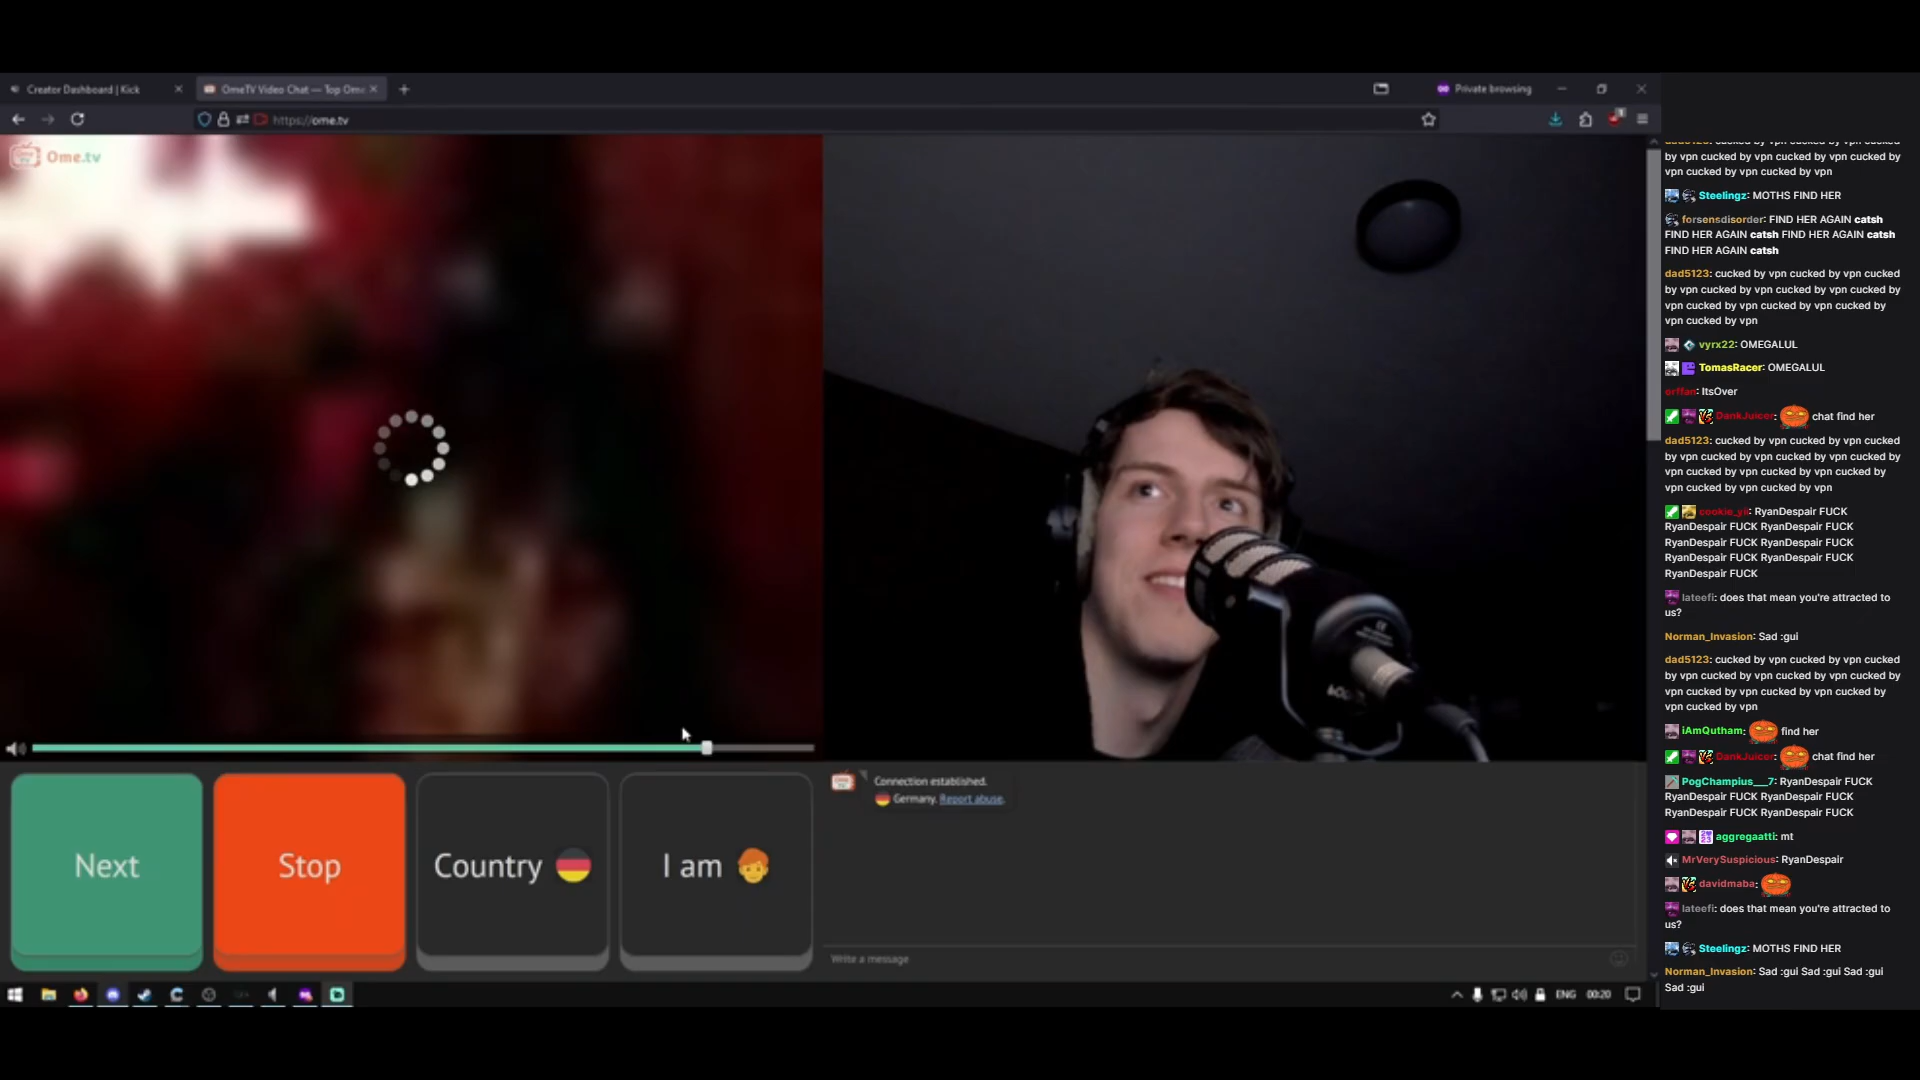 Creator Dashboard | Kick
OmeTV Video Chat — Top Ome
Private browsing
https://ome.tv
Ome.tv
Next
Stop
Country
I am
Connection established.
Germany. Report abuse.
Write a message
ENG 00:20
by vpn cucked by vpn cucked by vpn cucked by
vpn cucked by vpn cucked by vpn
Steelingz: MOTHS FIND HER
forsensdisorder: FIND HER AGAIN catsh
FIND HER AGAIN catsh FIND HER AGAIN catsh
FIND HER AGAIN catsh
dad5123: cucked by vpn cucked by vpn cucked
by vpn cucked by vpn cucked by vpn cucked by
vpn cucked by vpn cucked by vpn cucked by
vpn cucked by vpn
vyrx22: OMEGALUL
TomasRacer: OMEGALUL
orffan: ItsOver
DankJuicer: chat find her
dad5123: cucked by vpn cucked by vpn cucked
by vpn cucked by vpn cucked by vpn cucked by
vpn cucked by vpn cucked by vpn cucked by
vpn cucked by vpn cucked by vpn
cookie_yii: RyanDespair FUCK
RyanDespair FUCK RyanDespair FUCK
RyanDespair FUCK RyanDespair FUCK
RyanDespair FUCK RyanDespair FUCK
RyanDespair FUCK
lateefi: does that mean you're attracted to
us?
Norman_Invasion: Sad :gui
dad5123: cucked by vpn cucked by vpn cucked
by vpn cucked by vpn cucked by vpn cucked by
vpn cucked by vpn cucked by vpn cucked by
vpn cucked by vpn
iAmQutham: find her
DankJuicer: chat find her
PogChampius___7: RyanDespair FUCK
RyanDespair FUCK RyanDespair FUCK
RyanDespair FUCK RyanDespair FUCK
aggregaatti: mt
MrVerySuspicious: RyanDespair
davidmaba:
lateefi: does that mean you're attracted to
us?
Steelingz: MOTHS FIND HER
Norman_Invasion: Sad :gui Sad :gui Sad :gui
Sad :gui